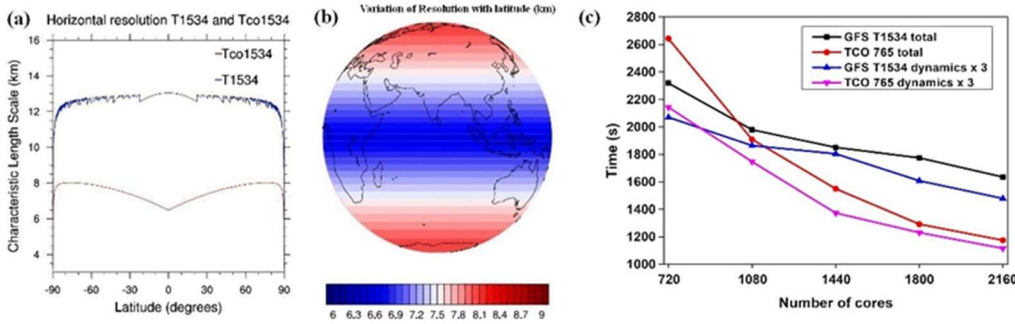 (a) Horizontal resolution T1534 and Tco1534
16
14
12
10
8
6
4
Characteristic Length Scale (km)
Tco1534
T1534
-90 -60 -30 0 30 60 90
Latitude (degrees)
(b) Variation of Resolution with latitude (km)
6 6.3 6.6 6.9 7.2 7.5 7.8 8.1 8.4 8.7 9
(c)
2800
2600
2400
2200
2000
1800
1600
1400
1200
1000
Time (s)
GFS T1534 total
TCO 765 total
GFS T1534 dynamics x 3
TCO 765 dynamics x 3
720 1080 1440 1800 2160
Number of cores